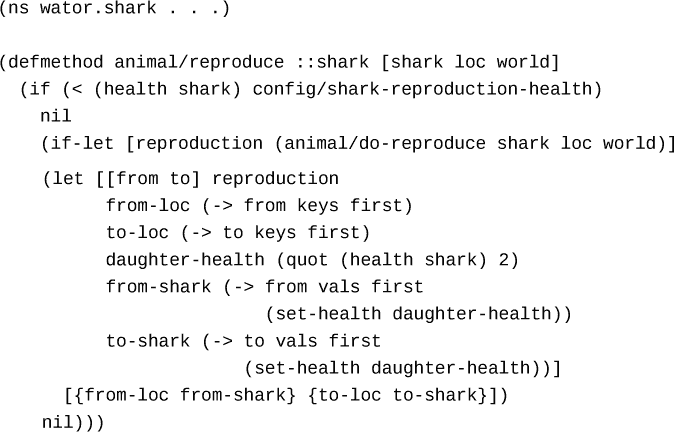 (ns wator.shark . . .)
(defmethod animal/reproduce ::shark [shark loc world]
(if (< (health shark) config/shark-reproduction-health)
nil
(if-let [reproduction (animal/do-reproduce shark loc world)]
(let [[from to] reproduction
from-loc (-> from keys first)
to-loc (-> to keys first)
daughter-health (quot (health shark) 2)
from-shark (-> from vals first
(set-health daughter-health))
to-shark (-> to vals first
(set-health daughter-health))]
[{from-loc from-shark} {to-loc to-shark}])
nil)))